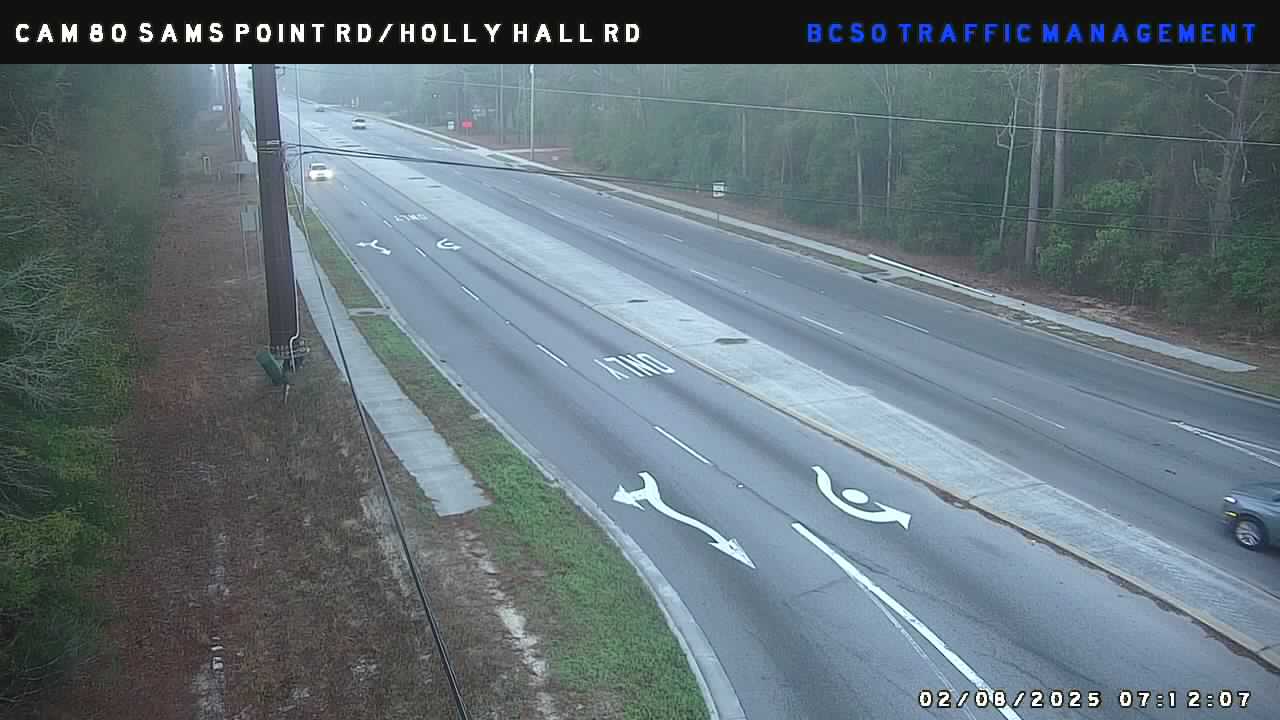 CAM 80 SAMS POINT RD/HOLLY HALL RD
BCSO TRAFFIC MANAGEMENT
ONLY
ONLY
02/08/2025 07:12:07